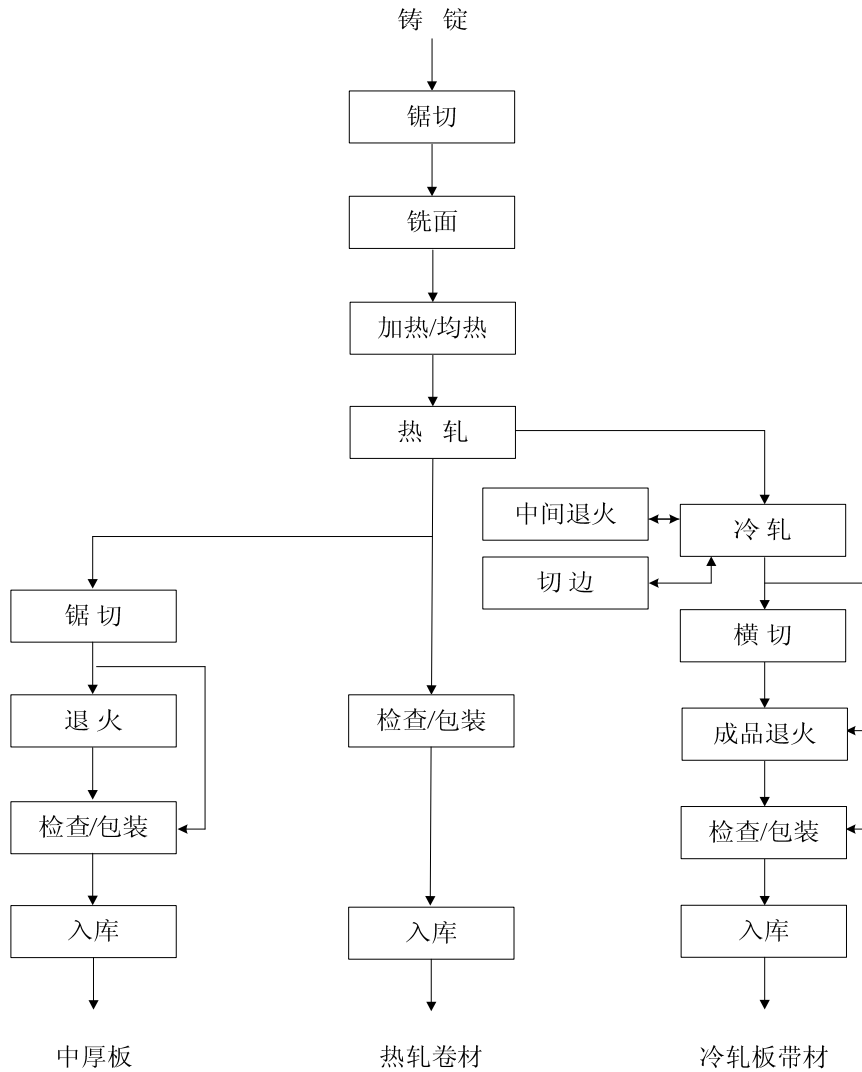 铸 锭
锯切
铣面
加热/均热
热 轧
中间退火
冷 轧
切 边
锯 切
横 切
退 火
检查/包装
成品退火
检查/包装
检查/包装
入库
入库
入库
中厚板
热轧卷材
冷轧板带材